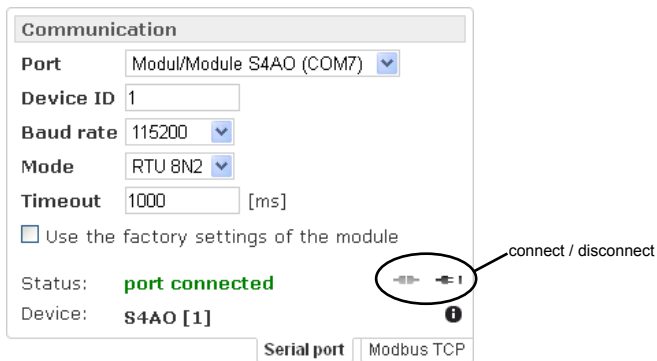 Communication
Port Modul/Module S4AO (COM7)
Device ID 1
Baud rate 115200
Mode RTU 8N2
Timeout 1000 [ms]
Use the factory settings of the module
connect / disconnect
Status: port connected
Device: S4AO [1]
Serial port Modbus TCP